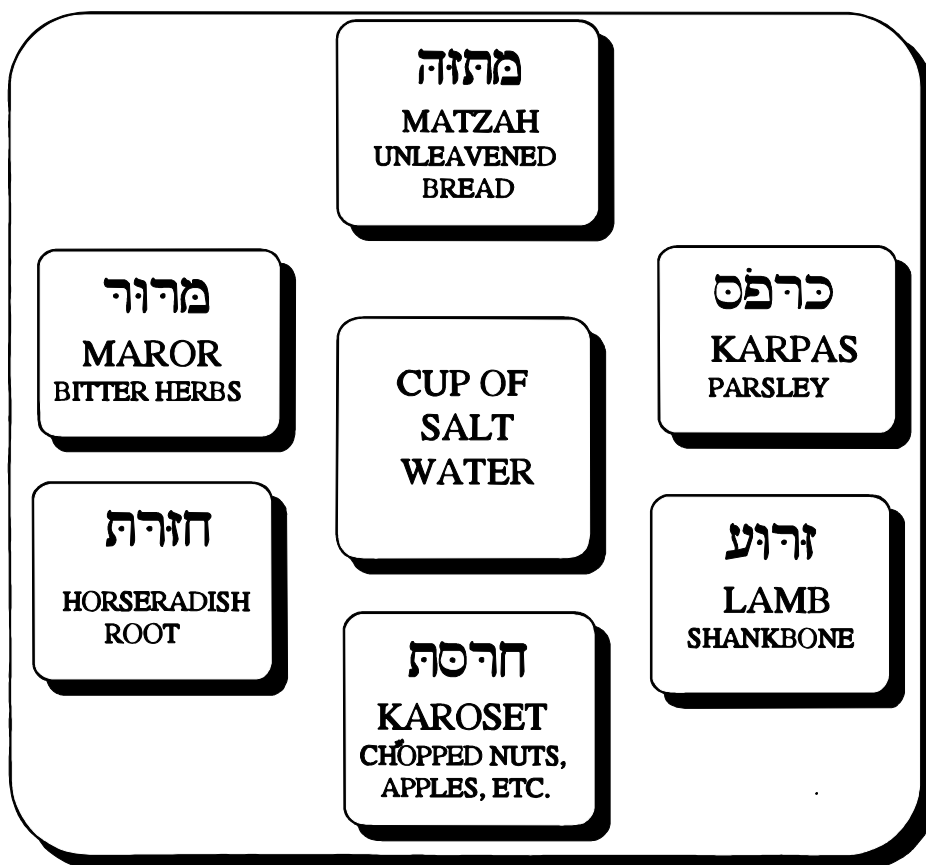 מתזה
MATZAH
UNLEAVENED
BREAD
מרור
MAROR
BITTER HERBS
כרפס
KARPAS
PARSLEY
CUP OF
SALT
WATER
חזרת
HORSERADISH
ROOT
זרוע
LAMB
SHANKBONE
חרסת
KAROSET
CHOPPED NUTS,
APPLES, ETC.